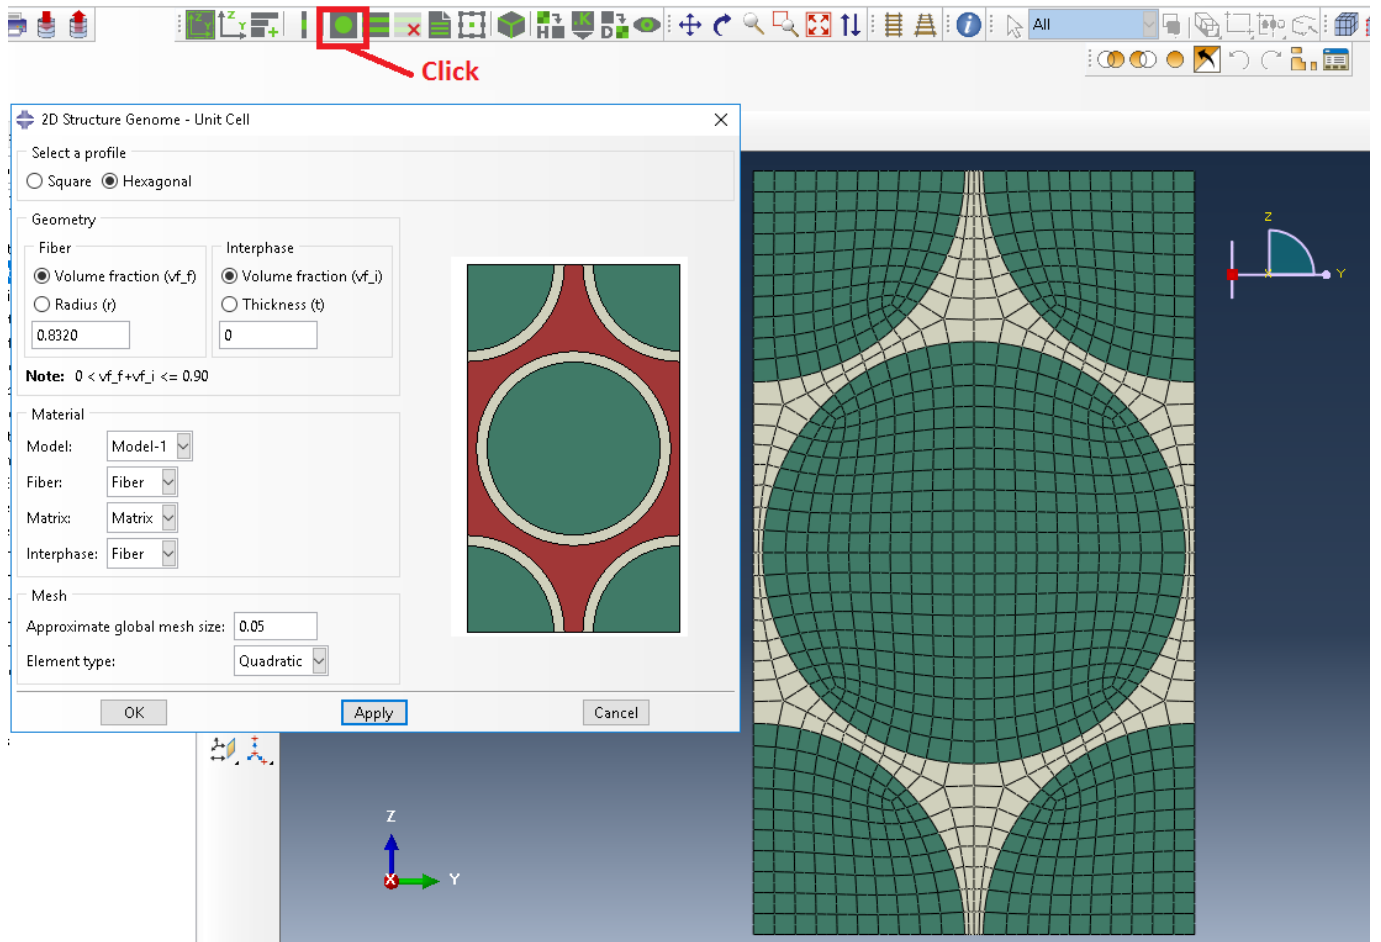 All
Click
2D Structure Genome - Unit Cell
Select a profile
Square Hexagonal
Geometry
Fiber Interphase
Volume fraction (vf_f) Volume fraction (vf_i)
Radius (r) Thickness (t)
0.8320 0
Note: 0 < vf_f+vf_i <= 0.90
Material
Model: Model-1
Fiber: Fiber
Matrix: Matrix
Interphase: Fiber
Mesh
Approximate global mesh size: 0.05
Element type: Quadratic
OK Apply Cancel
Z
X Y
Z
X Y